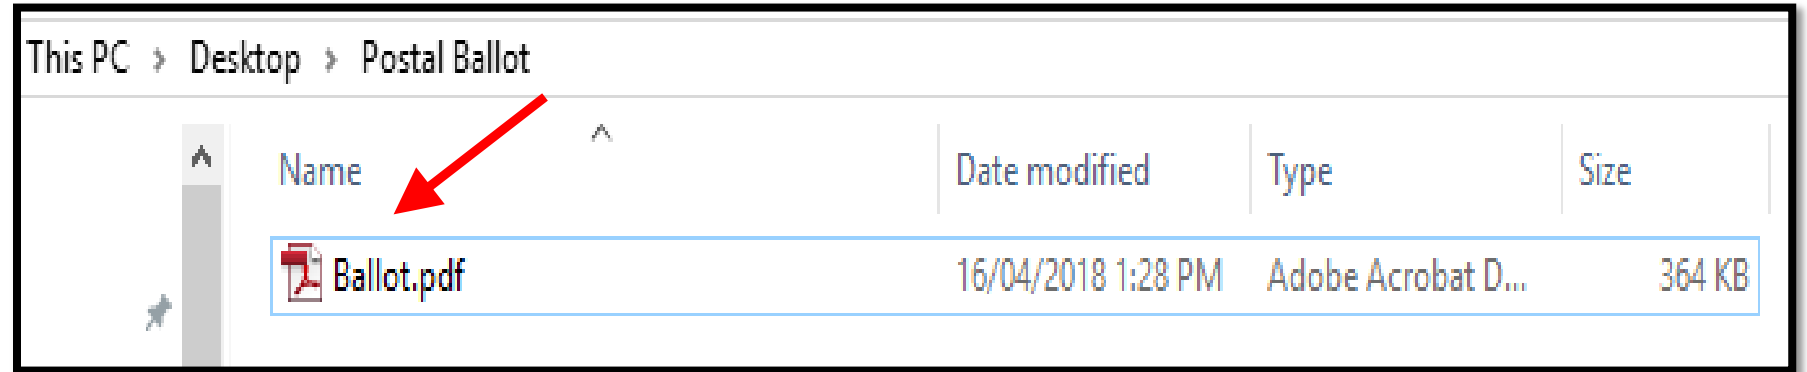 This PC > Desktop > Postal Ballot
Name Date modified Type Size
Ballot.pdf 16/04/2018 1:28 PM Adobe Acrobat D... 364 KB